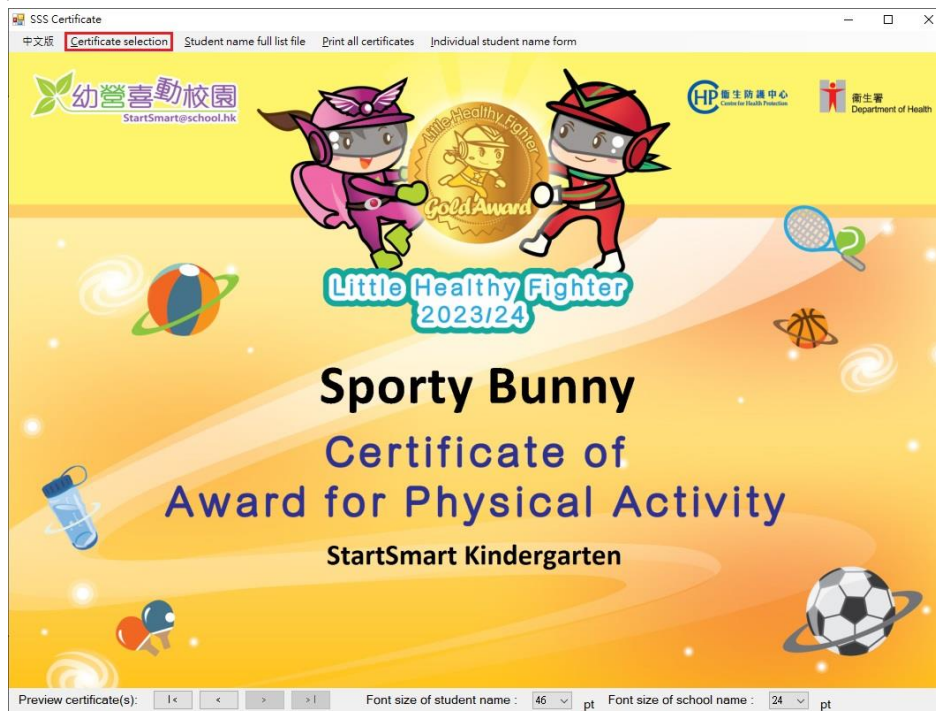 SSS Certificate
中文版 Certificate selection Student name full list file Print all certificates Individual student name form
幼營喜動校園
StartSmart@school.hk
Little Healthy Fighter
Gold Award
CHP 衞生防護中心
Centre for Health Protection
衞生署
Department of Health
Little Healthy Fighter
2023/24
Sporty Bunny
Certificate of
Award for Physical Activity
StartSmart Kindergarten
Preview certificate(s): |< < > >| Font size of student name : 46 pt Font size of school name : 24 pt